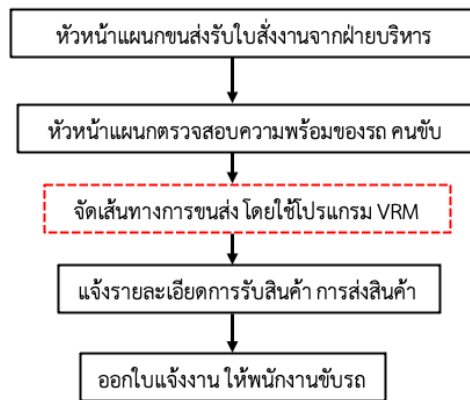 หัวหน้าแผนกขนส่งรับใบสั่งงานจากฝ่ายบริหาร
หัวหน้าแผนกตรวจสอบความพร้อมของรถ คนขับ
จัดเส้นทางการขนส่ง โดยใช้โปรแกรม VRM
แจ้งรายละเอียดการรับสินค้า การส่งสินค้า
ออกใบแจ้งงาน ให้พนักงานขับรถ